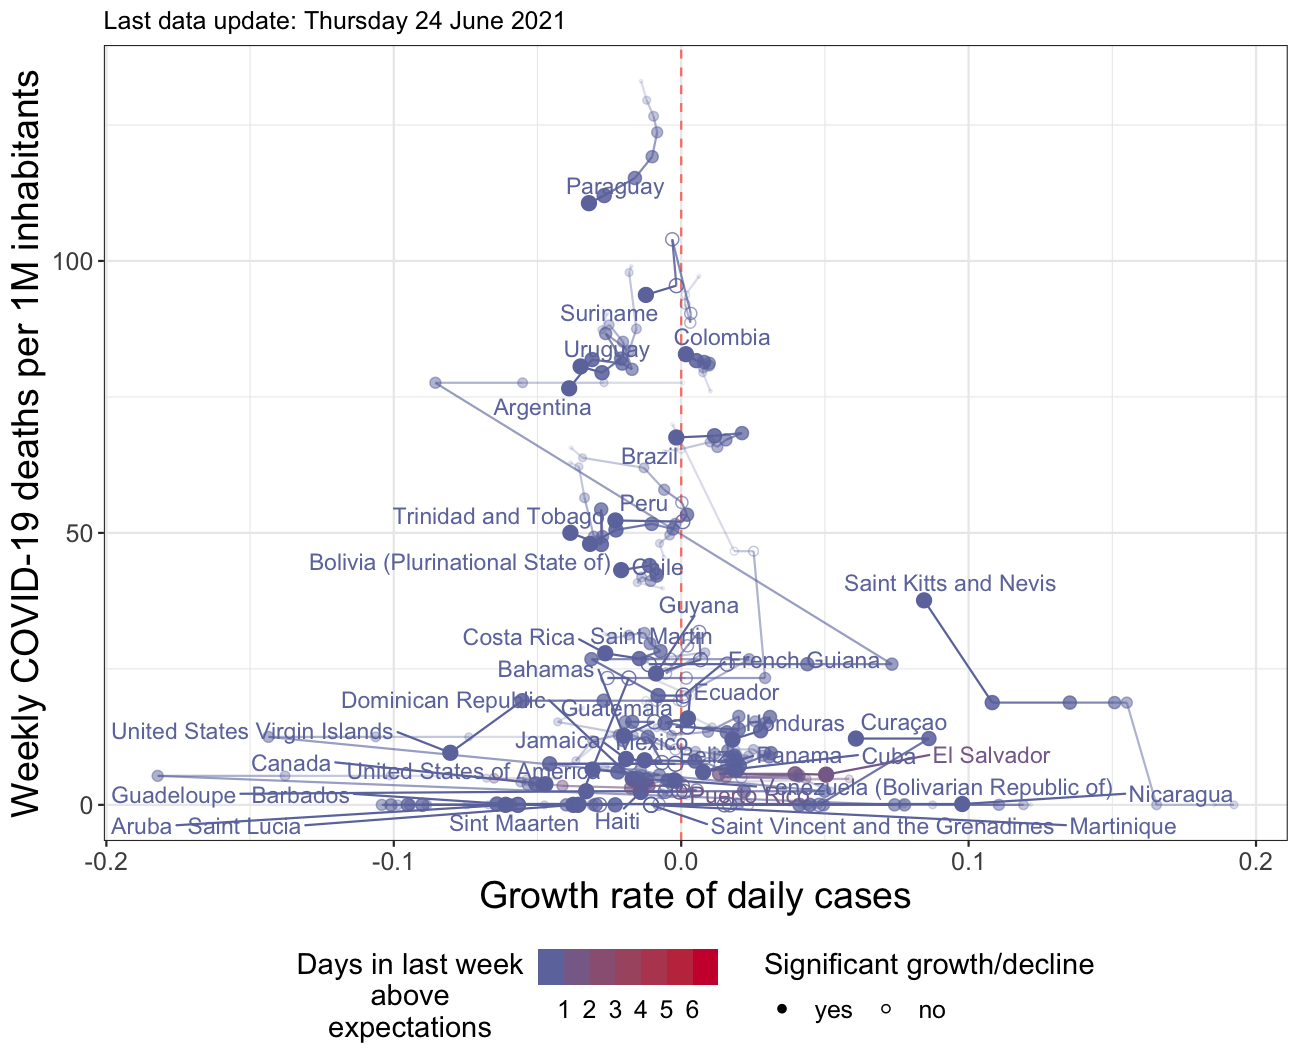 Last data update: Thursday 24 June 2021
Weekly COVID-19 deaths per 1M inhabitants
100
50
0
Paraguay
Suriname
Colombia
Uruguay
Argentina
Brazil
Peru
Trinidad and Tobago
Bolivia (Plurinational State of)
Chile
Saint Kitts and Nevis
Guyana
Costa Rica
Saint Martin
French Guiana
Bahamas
Ecuador
Dominican Republic
Guatemala
Honduras
Curaçao
United States Virgin Islands
Jamaica
Mexico
Belize
Panama
Cuba
El Salvador
Canada
United States of America
Venezuela (Bolivarian Republic of)
Puerto Rico
Nicaragua
Guadeloupe
Barbados
Aruba
Saint Lucia
Sint Maarten
Haiti
Saint Vincent and the Grenadines
Martinique
-0.2 -0.1 0.0 0.1 0.2
Growth rate of daily cases
Days in last week
above
expectations
1 2 3 4 5 6
Significant growth/decline
yes no